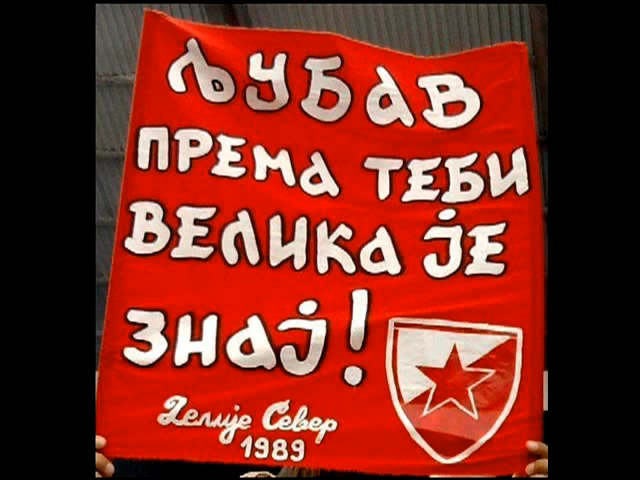 ЉУБАВ
ПРЕМА ТЕБИ
ВЕЛИКА ЈЕ
ЗНАЈ!
Делије Север
1989